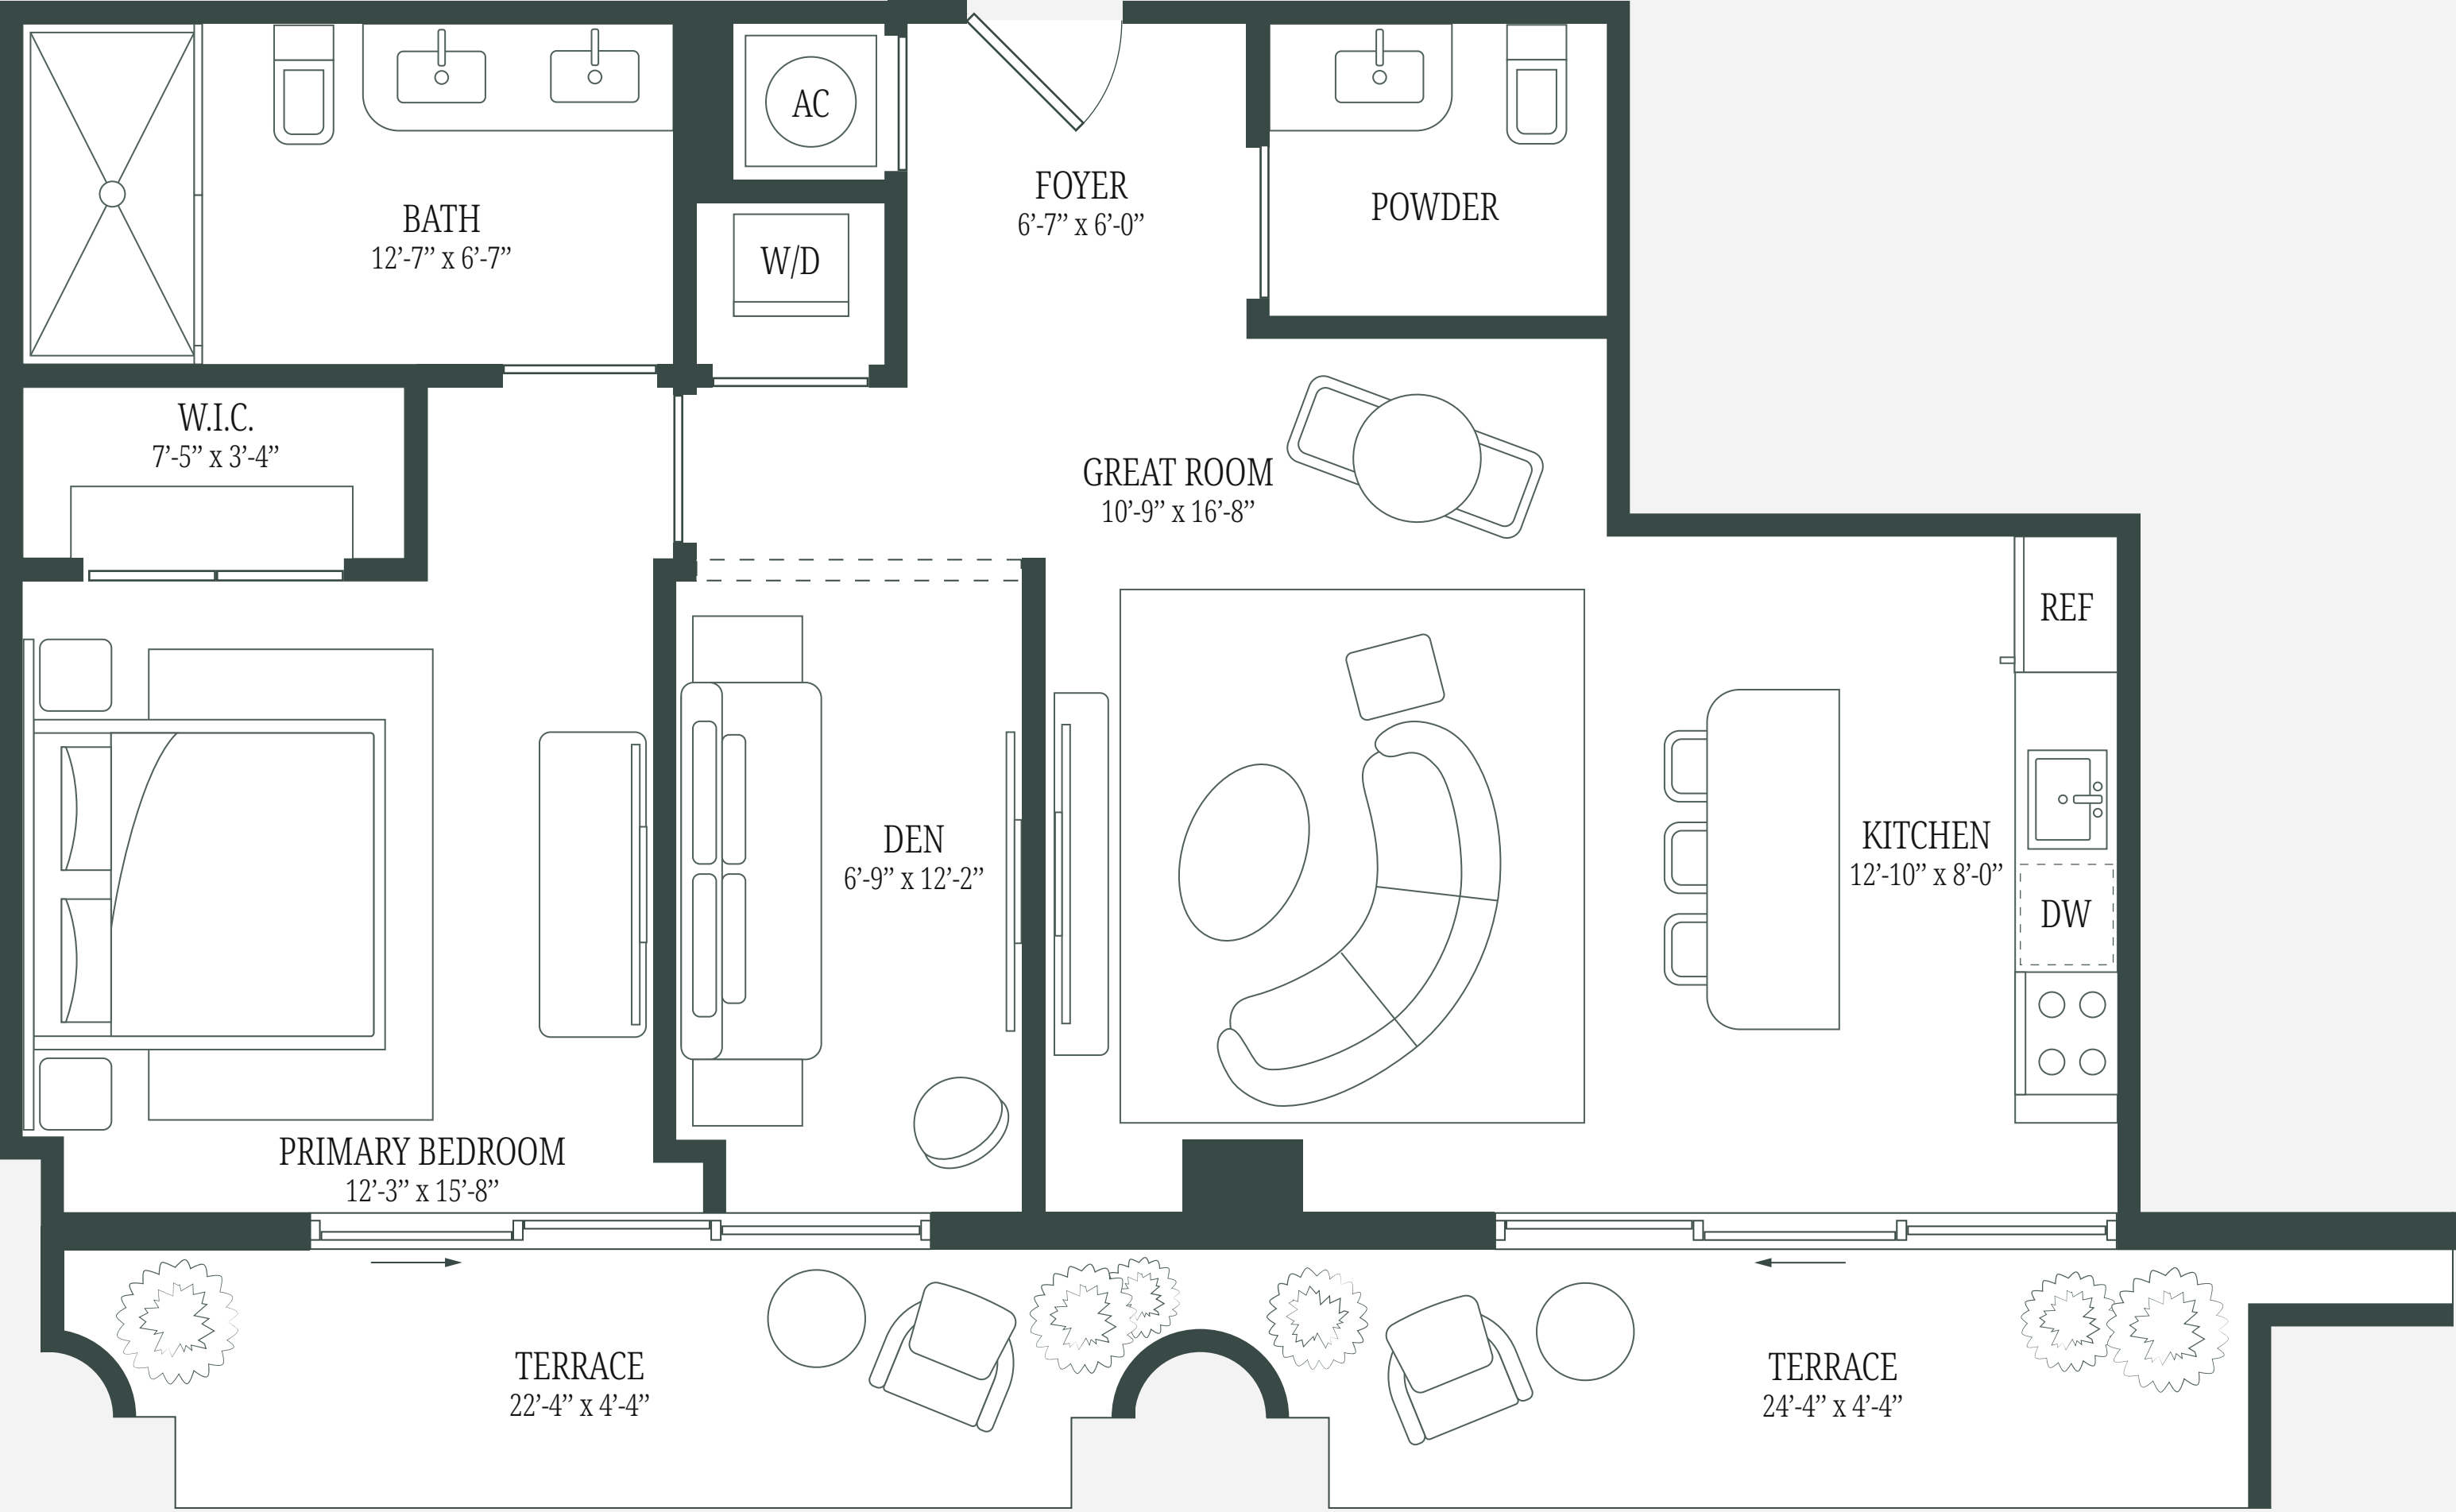 AC
FOYER
6’-7” x 6’-0”
POWDER
BATH
12’-7” x 6’-7”
W/D
W.I.C.
7’-5” x 3’-4”
GREAT ROOM
10’-9” x 16’-8”
REF
DEN
6’-9” x 12’-2”
KITCHEN
12’-10” x 8’-0”
DW
PRIMARY BEDROOM
12’-3” x 15’-8”
TERRACE
22’-4” x 4’-4”
TERRACE
24’-4” x 4’-4”